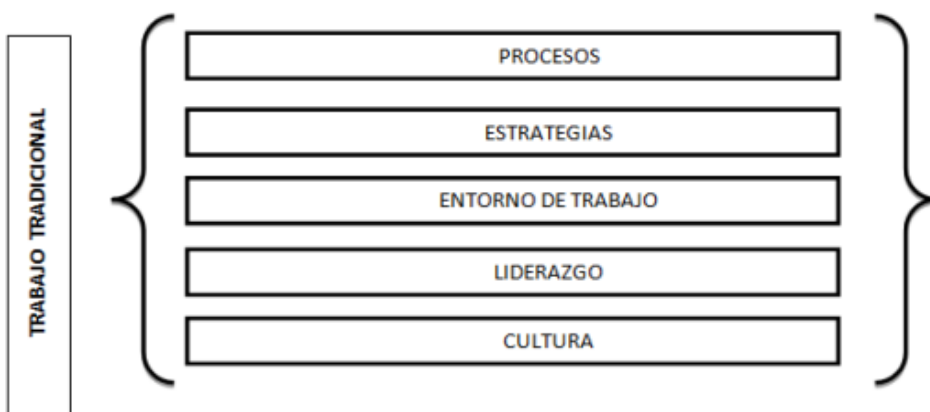 TRABAJO TRADICIONAL
PROCESOS
ESTRATEGIAS
ENTORNO DE TRABAJO
LIDERAZGO
CULTURA